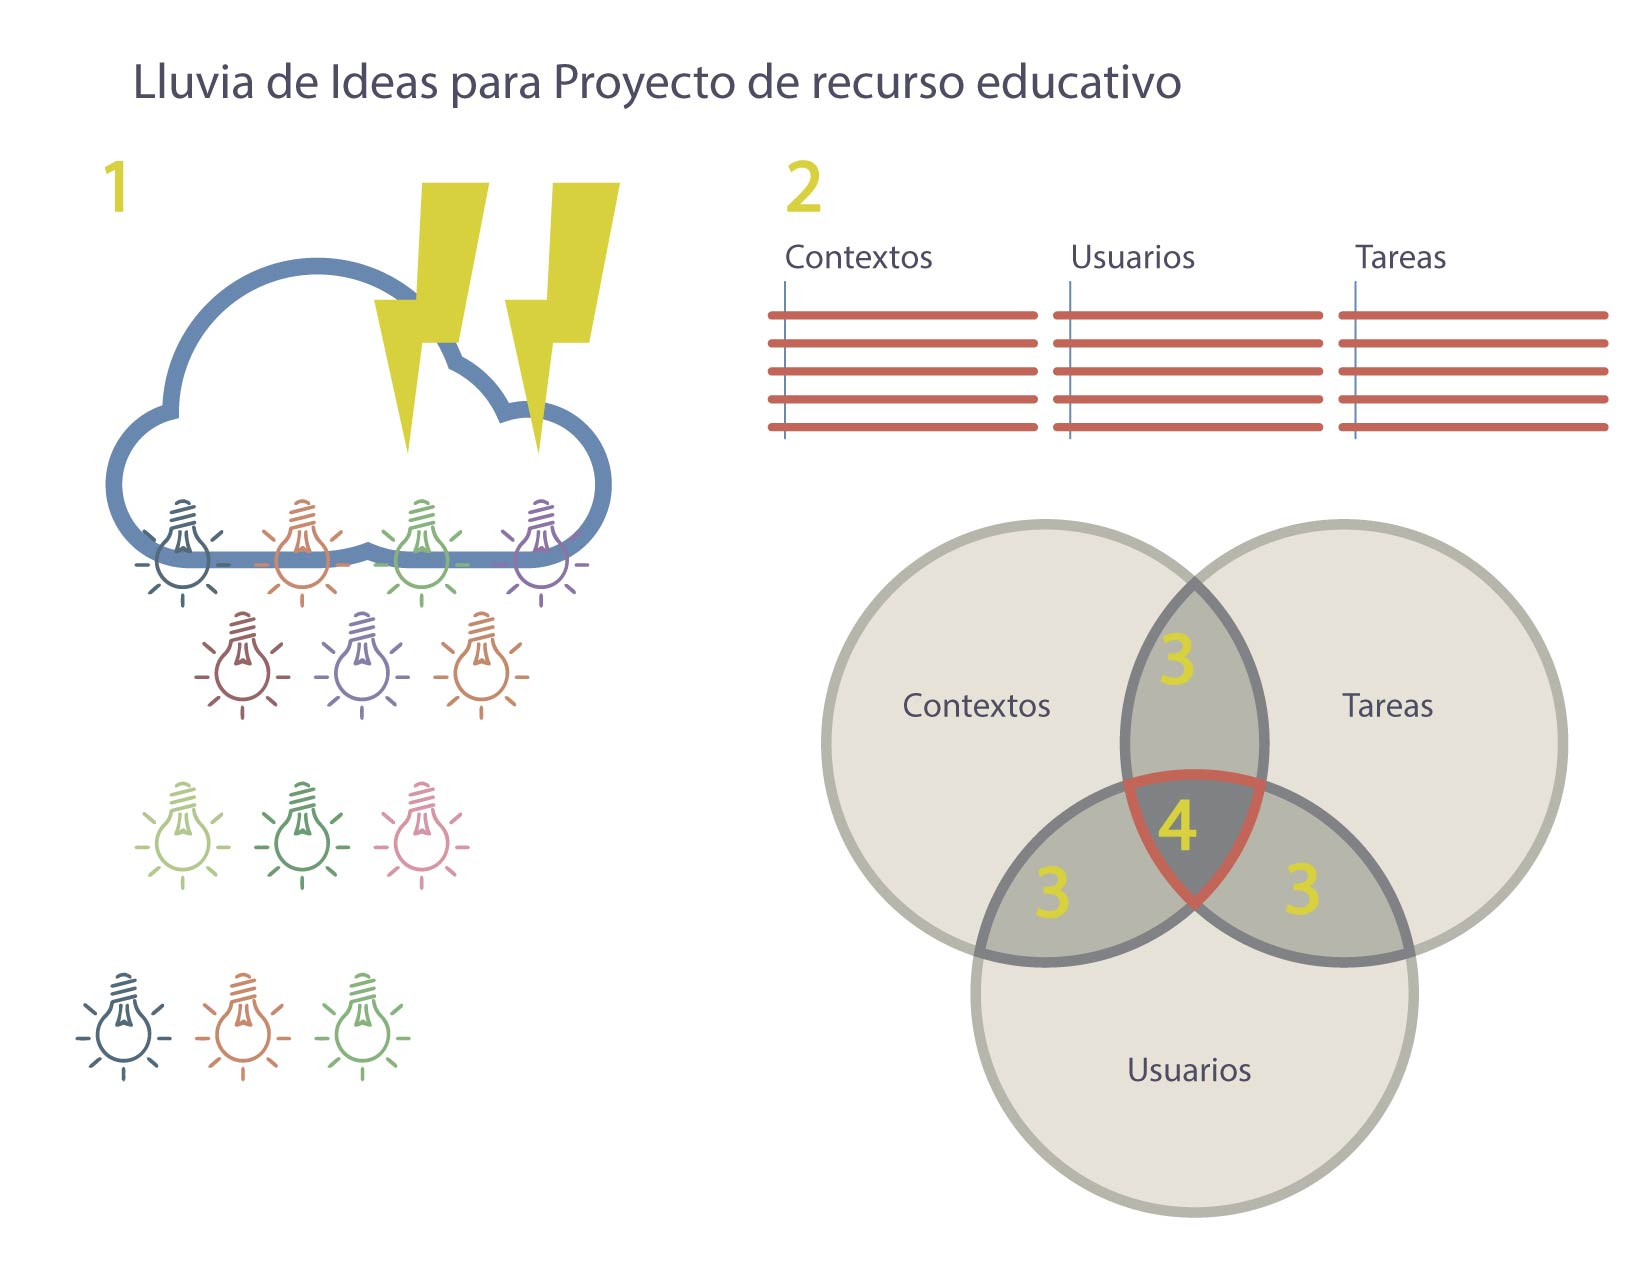 Lluvia de Ideas para Proyecto de recurso educativo
1
2
Contextos
Usuarios
Tareas
3
Contextos
Tareas
4
3
3
Usuarios